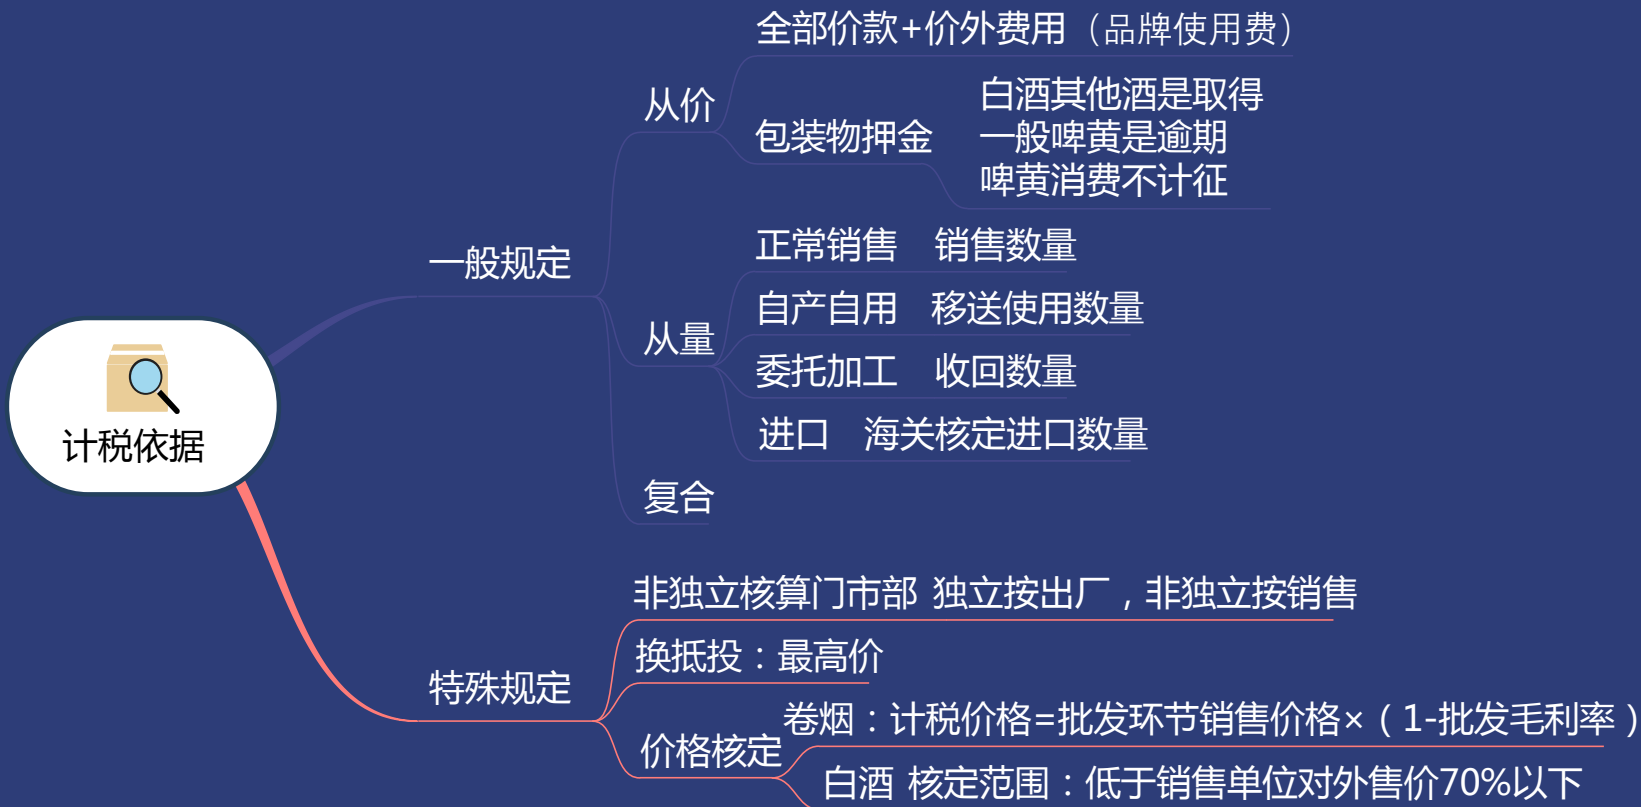 计税依据
一般规定
从价
全部价款+价外费用（品牌使用费）
包装物押金
白酒其他酒是取得
一般啤黄是逾期
啤黄消费不计征
从量
正常销售 销售数量
自产自用 移送使用数量
委托加工 收回数量
进口 海关核定进口数量
复合
特殊规定
非独立核算门市部 独立按出厂，非独立按销售
换抵投：最高价
价格核定
卷烟：计税价格=批发环节销售价格×（1-批发毛利率）
白酒 核定范围：低于销售单位对外售价70%以下